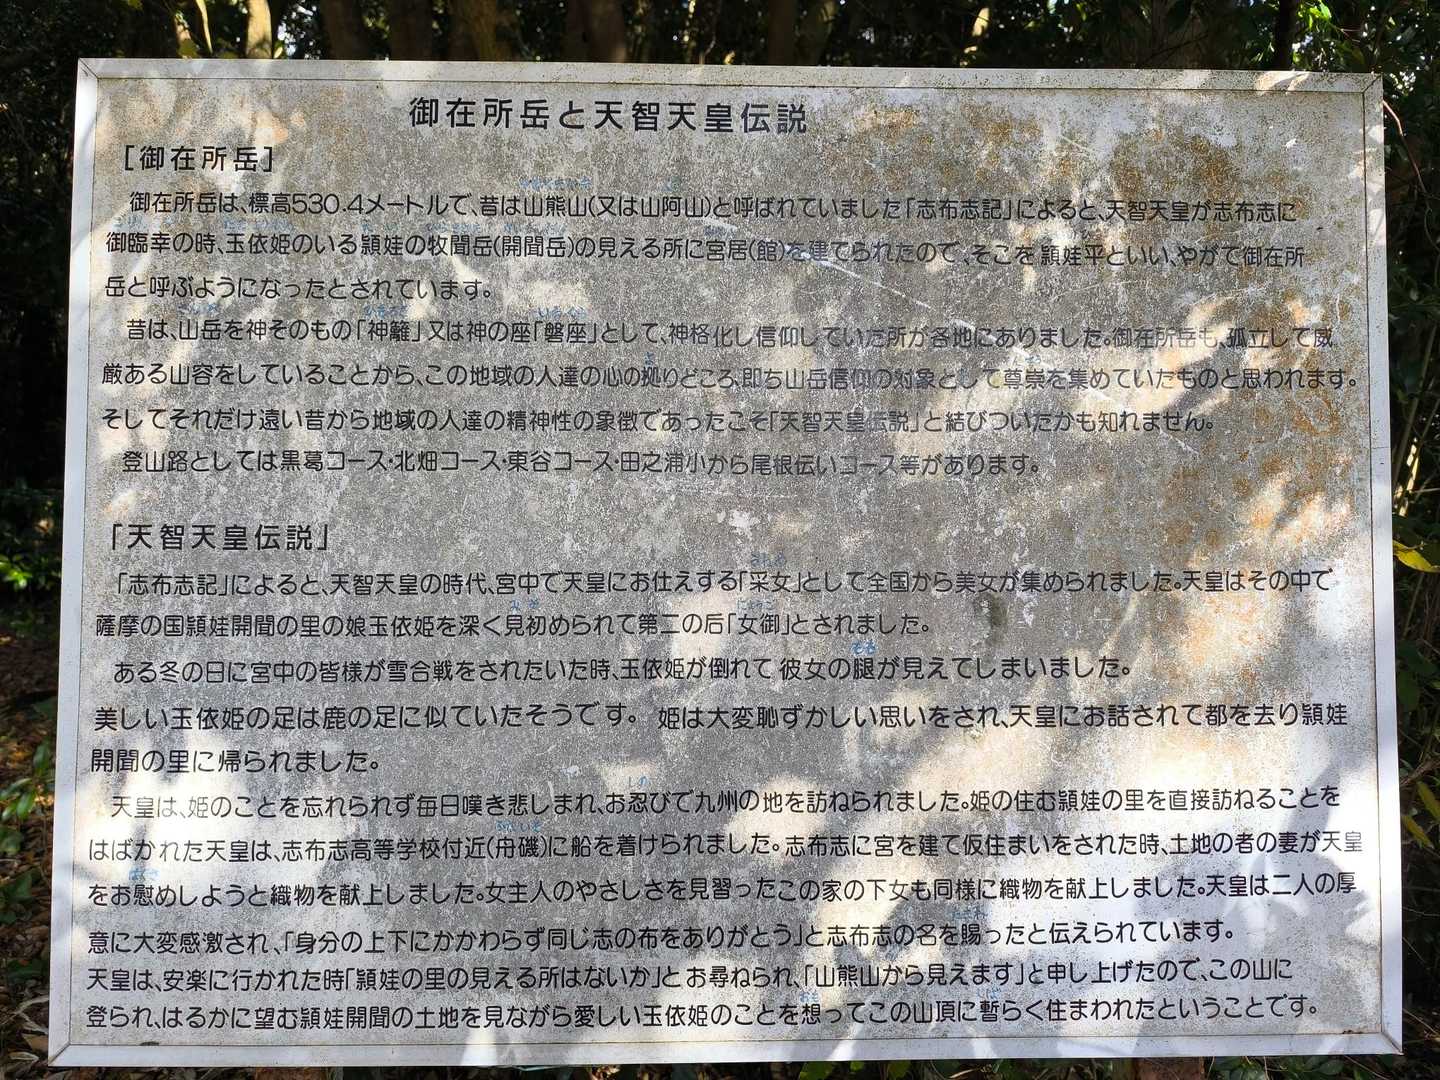 御在所岳と天智天皇伝説
［御在所岳］
御在所岳は、標高530.4メートルで、昔は山熊山(又は山阿山)と呼ばれていました「志布志記」によると、天智天皇が志布志に
御臨幸の時、玉依姫のいる頴娃の牧聞岳(開聞岳)の見える所に宮居(館)を建てられたので、そこを頴娃平といい、やがて御在所
岳と呼ぶようになったとされています。
昔は、山岳を神そのもの「神籬」又は神の座「磐座」として、神格化し信仰していた所が各地にありました。御在所岳も、孤立して威
厳ある山容をしていることから、この地域の人達の心の拠りどころ、即ち山岳信仰の対象として尊崇を集めていたものと思われます。
そしてそれだけ遠い昔から地域の人達の精神性の象徴であったこそ「天智天皇伝説」と結びついたかも知れません。
登山路としては黒葛コース・北畑コース・東谷コース・田之浦小から尾根伝いコース等があります。
「天智天皇伝説」
「志布志記」によると、天智天皇の時代、宮中で天皇にお仕えする「采女」として全国から美女が集められました。天皇はその中で
薩摩の国頴娃開聞の里の娘玉依姫を深く見初められて第二の后「女御」とされました。
ある冬の日に宮中の皆様が雪合戦をされたいた時、玉依姫が倒れて彼女の腿が見えてしまいました。
美しい玉依姫の足は鹿の足に似ていたそうです。 姫は大変恥ずかしい思いをされ、天皇にお話されて都を去り頴娃
開聞の里に帰られました。
天皇は、姫のことを忘れられず毎日嘆き悲しまれ、お忍びで九州の地を訪ねられました。姫の住む頴娃の里を直接訪ねることを
はばかれた天皇は、志布志高等学校付近(舟磯)に船を着けられました。志布志に宮を建て仮住まいをされた時、土地の者の妻が天皇
をお慰めしようと織物を献上しました。女主人のやさしさを見習ったこの家の下女も同様に織物を献上しました。天皇は二人の厚
意に大変感激され、「身分の上下にかかわらず同じ志の布をありがとう」と志布志の名を賜ったと伝えられています。
天皇は、安楽に行かれた時「頴娃の里の見える所はないか」とお尋ねられ、「山熊山から見えます」と申し上げたので、この山に
登られ、はるかに望む頴娃開聞の土地を見ながら愛しい玉依姫のことを想ってこの山頂に暫らく住まわれたということです。